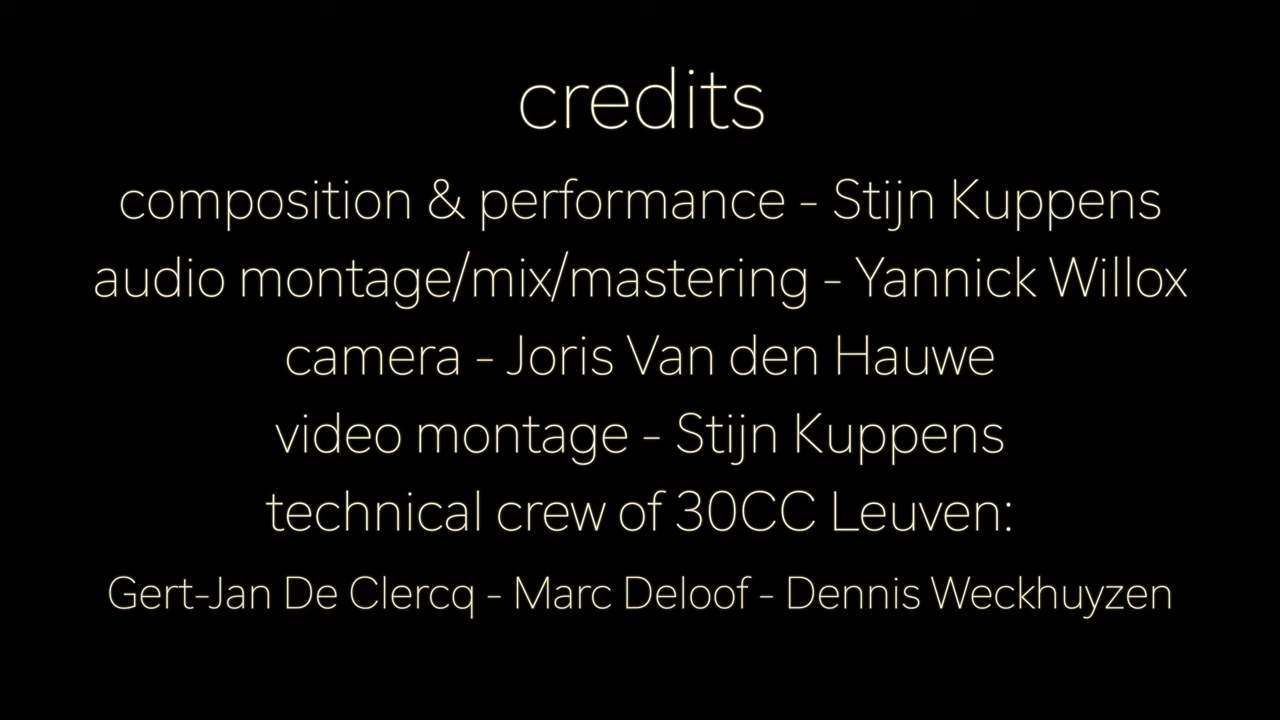 credits
composition & performance - Stijn Kuppens
audio montage/mix/mastering - Yannick Willox
camera - Joris Van den Hauwe
video montage - Stijn Kuppens
technical crew of 30CC Leuven:
Gert-Jan De Clercq - Marc Deloof - Dennis Weckhuyzen